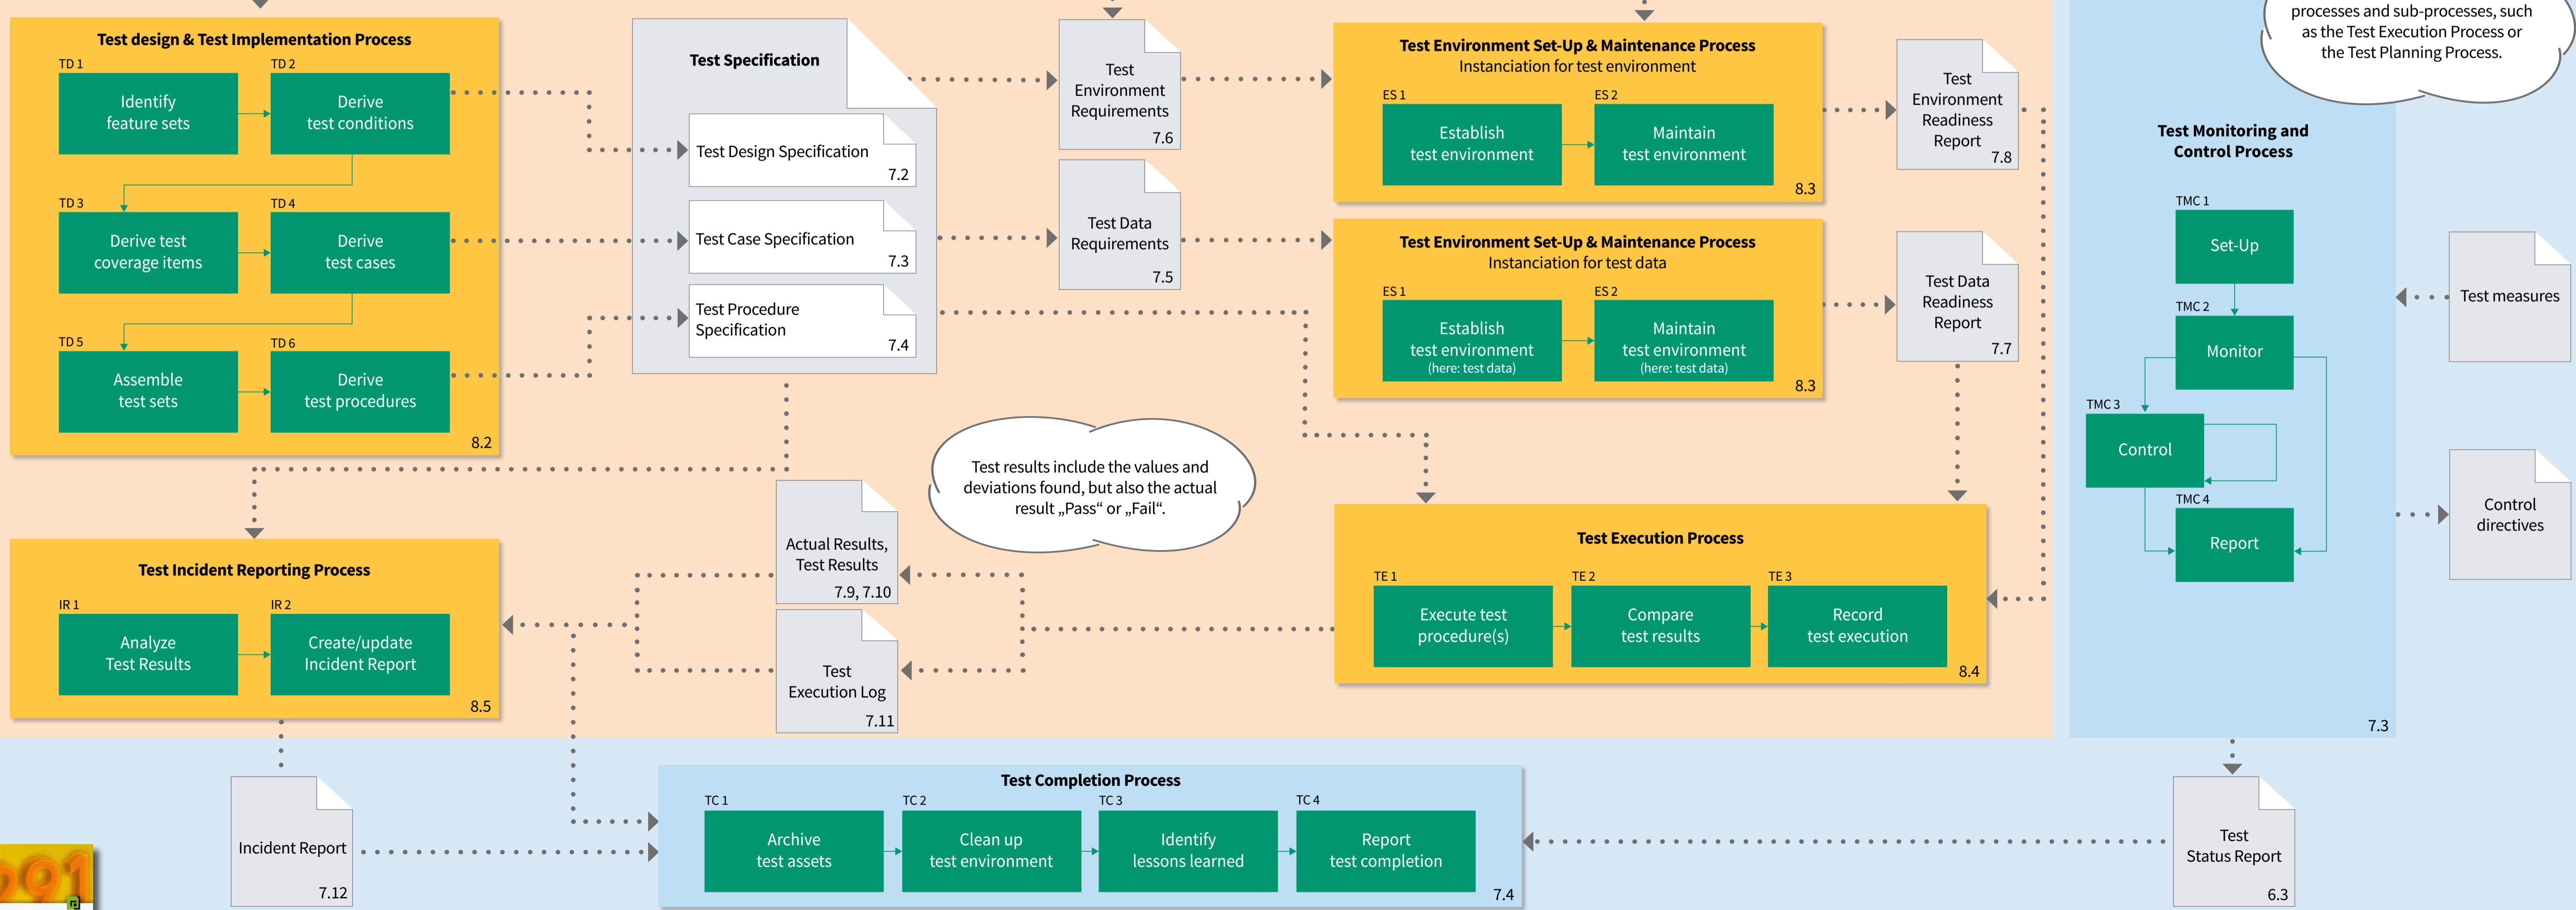 Test design & Test Implementation Process
TD 1
Identify
feature sets
TD 2
Derive
test conditions
TD 3
Derive test
coverage items
TD 4
Derive
test cases
TD 5
Assemble
test sets
TD 6
Derive
test procedures
8.2
Test Specification
Test Design Specification
7.2
Test Case Specification
7.3
Test Procedure
Specification
7.4
Test
Environment
Requirements
7.6
Test Data
Requirements
7.5
Test Environment Set-Up & Maintenance Process
Instanciation for test environment
ES 1
Establish
test environment
ES 2
Maintain
test environment
8.3
Test Environment Set-Up & Maintenance Process
Instanciation for test data
ES 1
Establish
test environment
(here: test data)
ES 2
Maintain
test environment
(here: test data)
8.3
Test
Environment
Readiness
Report
7.8
Test Data
Readiness
Report
7.7
processes and sub-processes, such
as the Test Execution Process or
the Test Planning Process.
Test Monitoring and
Control Process
TMC 1
Set-Up
TMC 2
Monitor
TMC 3
Control
TMC 4
Report
7.3
Test measures
Control
directives
Test results include the values and
deviations found, but also the actual
result „Pass“ or „Fail“.
Test Incident Reporting Process
IR 1
Analyze
Test Results
IR 2
Create/update
Incident Report
8.5
Actual Results,
Test Results
7.9, 7.10
Test
Execution Log
7.11
Test Execution Process
TE 1
Execute test
procedure(s)
TE 2
Compare
test results
TE 3
Record
test execution
8.4
Incident Report
7.12
Test Completion Process
TC 1
Archive
test assets
TC 2
Clean up
test environment
TC 3
Identify
lessons learned
TC 4
Report
test completion
7.4
Test
Status Report
6.3
291